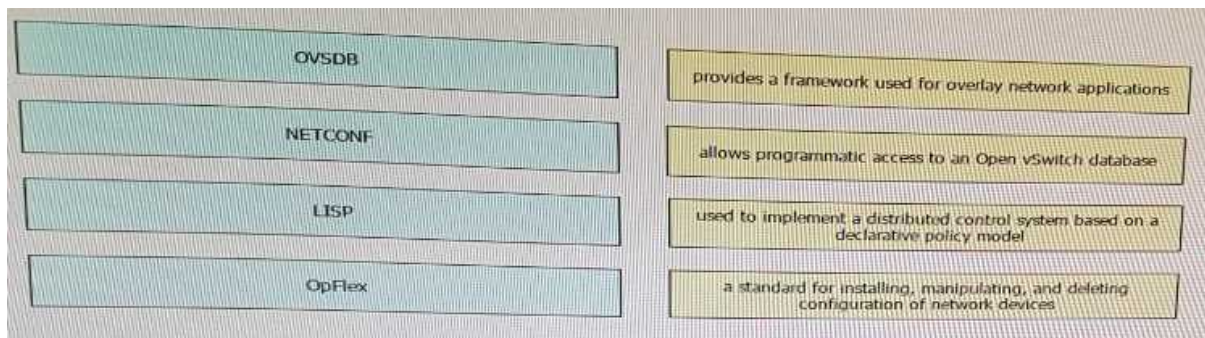 OVSDB
NETCONF
LISP
OpFlex
provides a framework used for overlay network applications
allows programmatic access to an Open vSwitch database
used to implement a distributed control system based on a
declarative policy model
a standard for installing, manipulating, and deleting
configuration of network devices